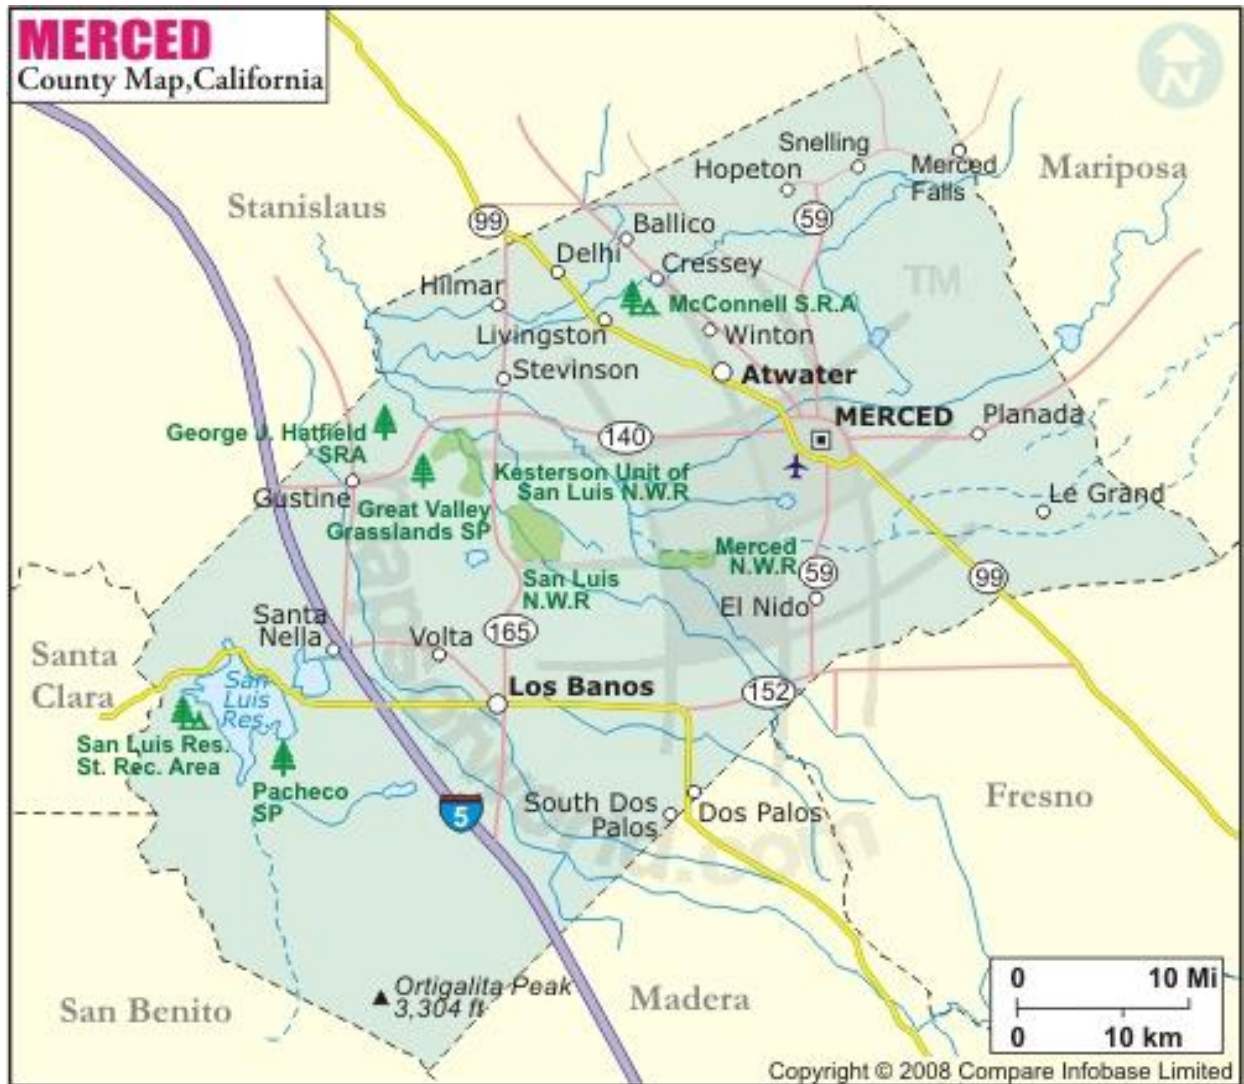 MERCED
County Map,California
N
Snelling
Hopeton
Merced
Falls
Mariposa
Stanislaus
99
59
Ballico
Delhi
Cressey
TM
Hilmar
McConnell S.R.A
Livingston
Winton
Stevinson
Atwater
MERCED
Planada
George J. Hatfield
SRA
140
Kesterson Unit of
San Luis N.W.R
Gustine
Great Valley
Grasslands SP
Le Grand
Merced
N.W.R
San Luis
N.W.R
59
99
El Nido
Santa
Nella
Volta
165
Santa
Clara
San
Luis
Res.
Los Banos
152
San Luis Res.
St. Rec. Area
Pacheco
SP
5
South Dos
Palos
Dos Palos
Fresno
mapsofworld.com
Ortigalita Peak
3,304 ft
San Benito
Madera
0 10 Mi
0 10 km
Copyright © 2008 Compare Infobase Limited